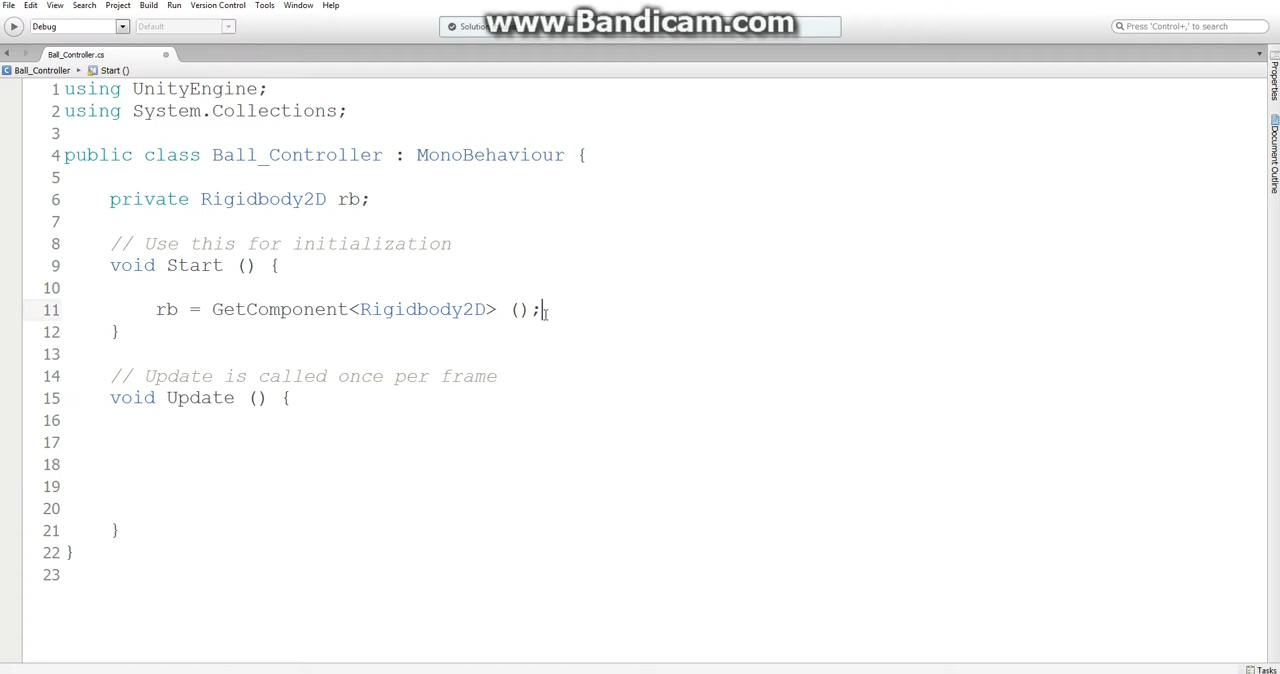 File Edit View Search Project Build Run Version Control Tools Window Help
Debug Default Solution www.Bandicam.com Press 'Control+,' to search
Ball_Controller.cs
Ball_Controller Start ()
1 using UnityEngine;
2 using System.Collections;
3
4 public class Ball_Controller : MonoBehaviour {
5
6 private Rigidbody2D rb;
7
8 // Use this for initialization
9 void Start () {
10
11 rb = GetComponent<Rigidbody2D> ();
12 }
13
14 // Update is called once per frame
15 void Update () {
16
17
18
19
20
21 }
22 }
23
Properties
Document Outline
Tasks